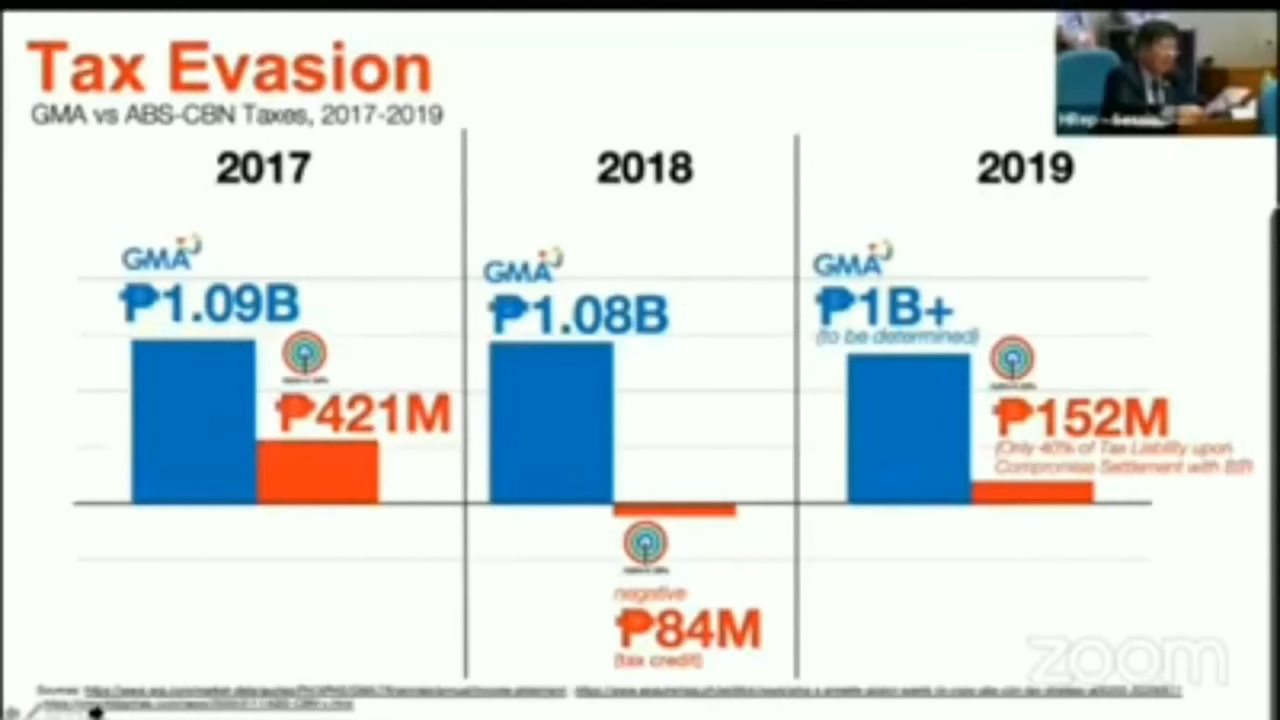 Tax Evasion
GMA vs ABS-CBN Taxes, 2017-2019
2017
2018
2019
GMA
₱1.09B
₱421M
GMA
₱1.08B
negative
₱84M
(tax credit)
GMA
₱1B+
(to be determined)
₱152M
(Only 40% of Tax Liability upon
Compromise Settlement with BIR)
zoom